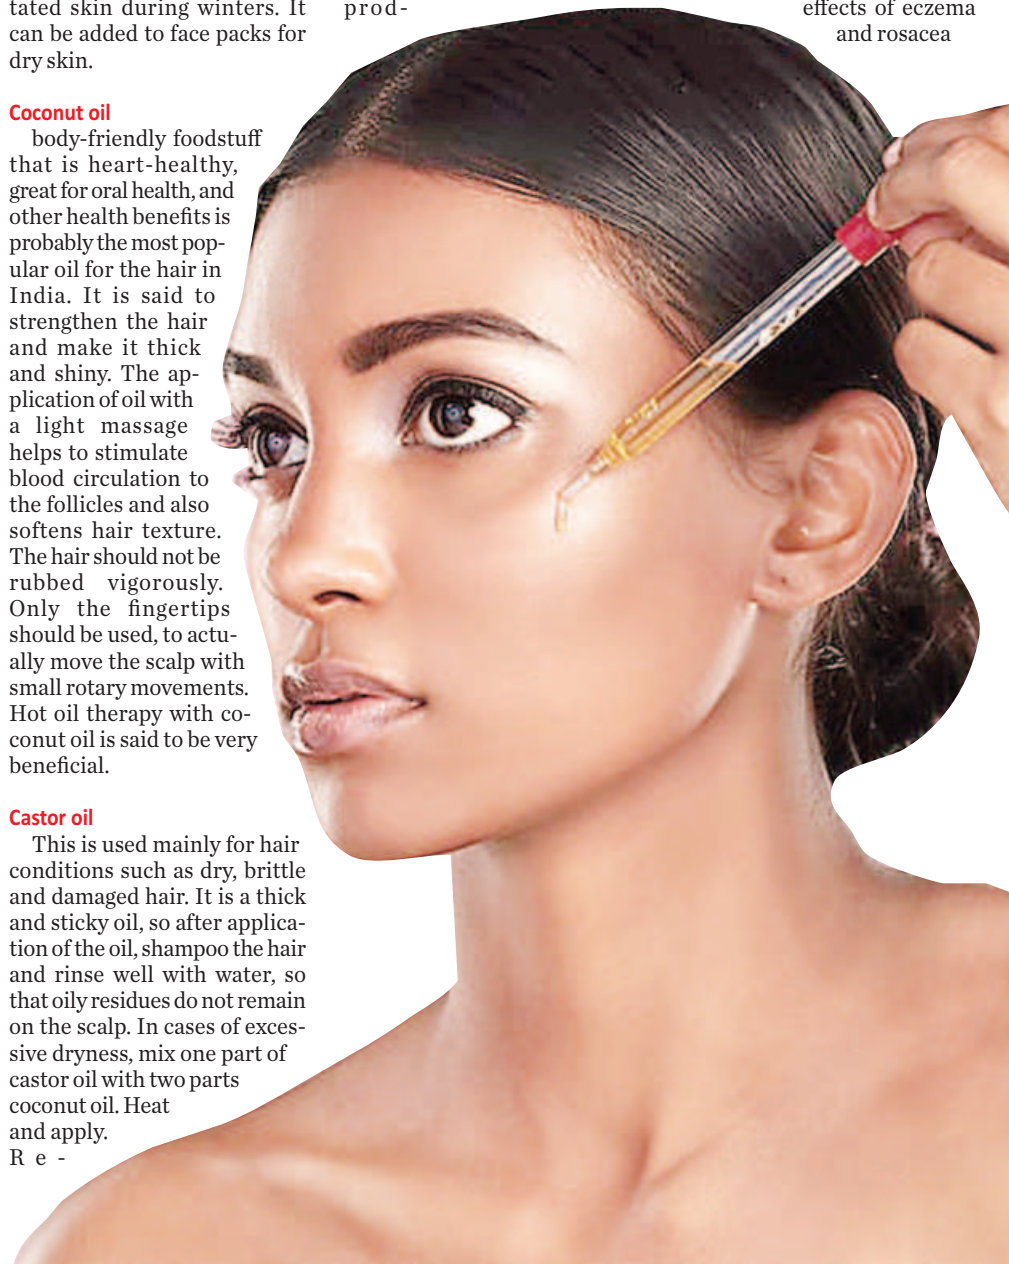 tated skin during winters. It
can be added to face packs for
dry skin.
Coconut oil
body-friendly foodstuff
that is heart-healthy,
great for oral health, and
other health benefits is
probably the most pop-
ular oil for the hair in
India. It is said to
strengthen the hair
and make it thick
and shiny. The ap-
plication of oil with
a light massage
helps to stimulate
blood circulation to
the follicles and also
softens hair texture.
The hair should not be
rubbed vigorously.
Only the fingertips
should be used, to actu-
ally move the scalp with
small rotary movements.
Hot oil therapy with co-
conut oil is said to be very
beneficial.
Castor oil
This is used mainly for hair
conditions such as dry, brittle
and damaged hair. It is a thick
and sticky oil, so after applica-
tion of the oil, shampoo the hair
and rinse well with water, so
that oily residues do not remain
on the scalp. In cases of exces-
sive dryness, mix one part of
castor oil with two parts
coconut oil. Heat
and apply.
Re-
prod-
effects of eczema
and rosacea